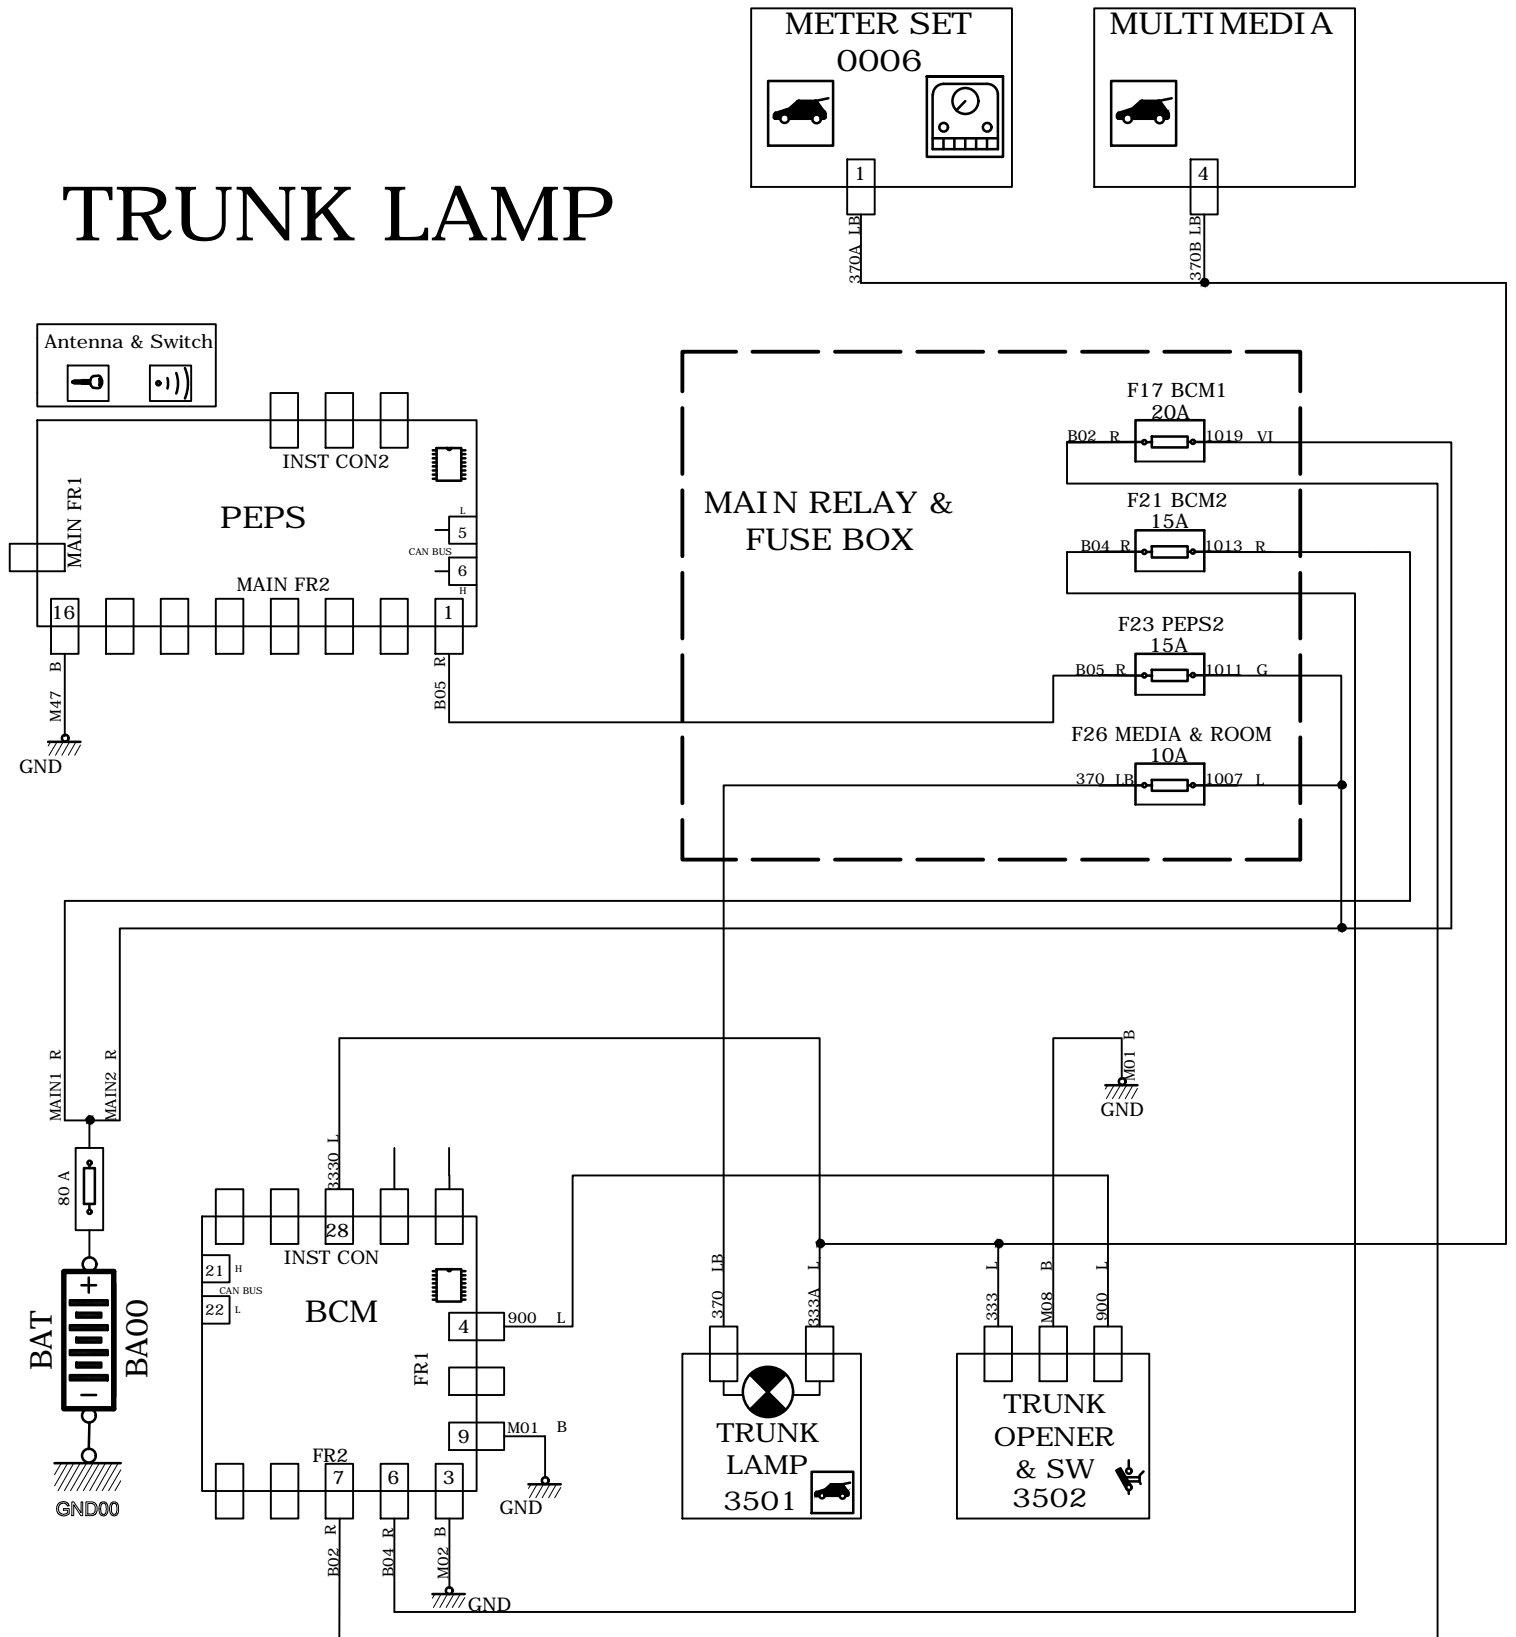 METER SET
0006
1
370A LB
MULTIMEDIA
4
370B LB
TRUNK LAMP
Antenna & Switch
INST CON2
MAIN FR1
PEPS
L
5
CAN BUS
6
H
MAIN FR2
16
1
M47 B
B05 R
GND
MAIN RELAY &
FUSE BOX
F17 BCM1
20A
B02 R
1019 VI
F21 BCM2
15A
B04 R
1013 R
F23 PEPS2
15A
B05 R
1011 G
F26 MEDIA & ROOM
10A
370 LB
1007 L
MAIN1 R
MAIN2 R
80 A
+
BAT
BA00
−
GND00
3330 L
28
INST CON
21 H
CAN BUS
22 L
BCM
4
900 L
FR1
9
M01 B
GND
FR2
7
6
3
B02 R
B04 R
M02 B
GND
M01 B
GND
370 LB
333A L
TRUNK
LAMP
3501
333 L
M08 B
900 L
TRUNK
OPENER
& SW
3502